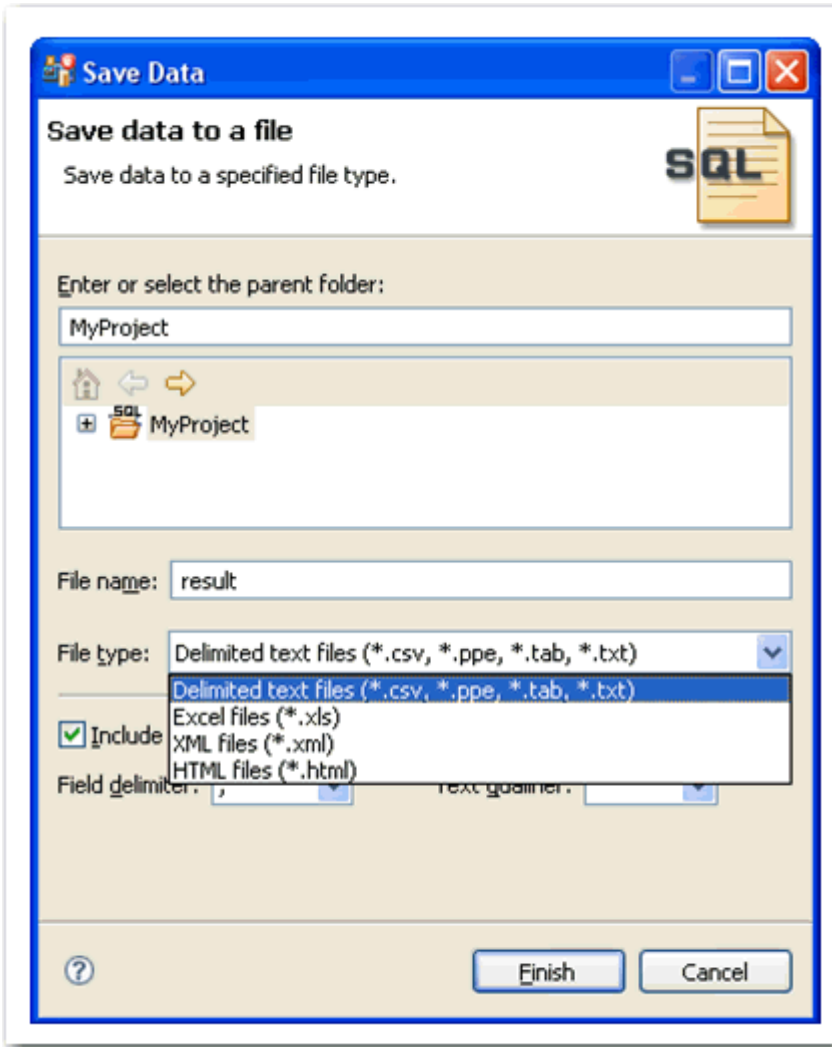 Save Data
Save data to a file
Save data to a specified file type.
SQL
Enter or select the parent folder:
MyProject
SQL
MyProject
File name: result
File type: Delimited text files (*.csv, *.ppe, *.tab, *.txt)
Delimited text files (*.csv, *.ppe, *.tab, *.txt)
Excel files (*.xls)
Include
XML files (*.xml)
HTML files (*.html)
Field delimiter: , Text qualifier:
Finish Cancel